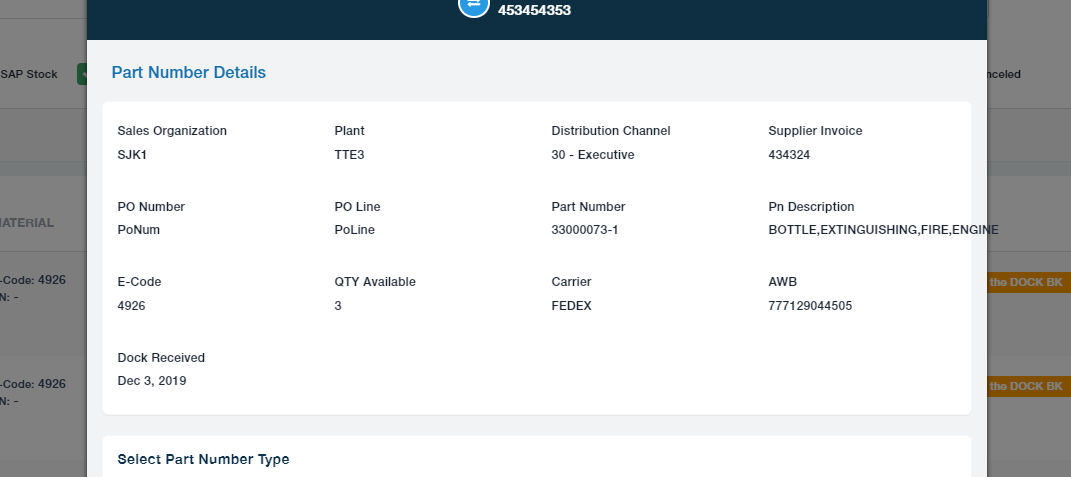 453454353
SAP Stock
nceled
Part Number Details
Sales Organization Plant Distribution Channel Supplier Invoice
SJK1 TTE3 30 - Executive 434324
PO Number PO Line Part Number Pn Description
PoNum PoLine 33000073-1 BOTTLE,EXTINGUISHING,FIRE,ENGINE
ATERIAL
E-Code QTY Available Carrier AWB
4926 3 FEDEX 777129044505
-Code: 4926
N: -
the DOCK BK
Dock Received
Dec 3, 2019
-Code: 4926
N: -
the DOCK BK
Select Part Number Type